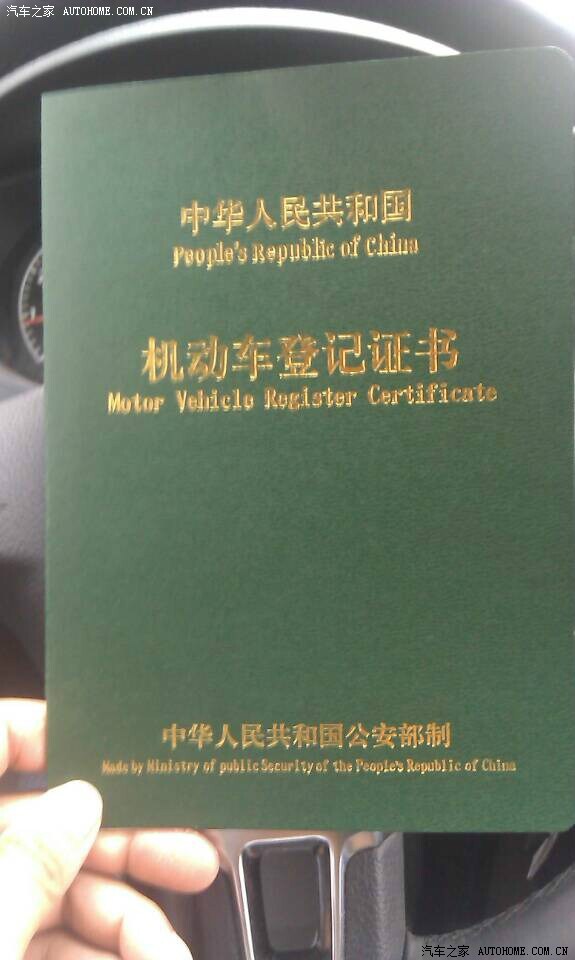 汽车之家 AUTOHOME.COM.CN
中华人民共和国
People's Republic of China
机动车登记证书
Motor Vehicle Register Certificate
中华人民共和国公安部制
Made by Ministry of public Security of the People's Republic of China
汽车之家 AUTOHOME.COM.CN